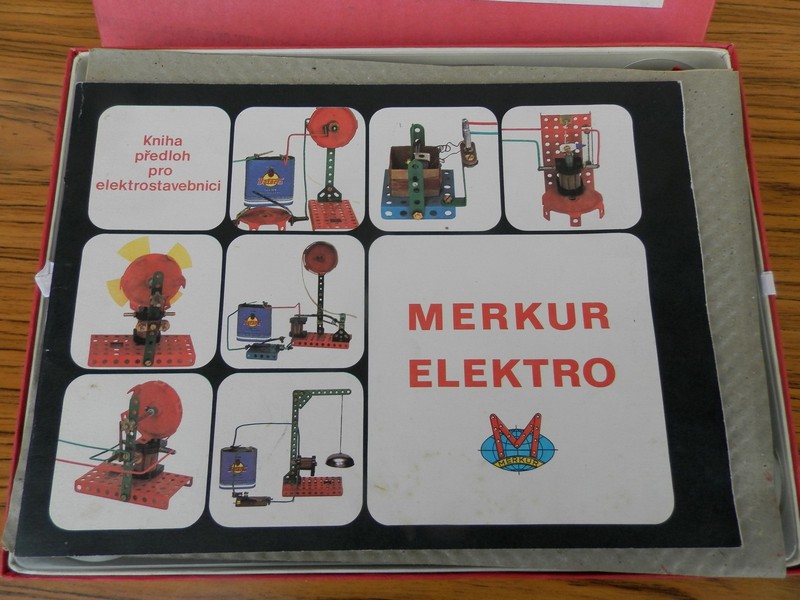 Kniha
předloh
pro
elektrostavebnici
MERKUR
ELEKTRO
MERKUR